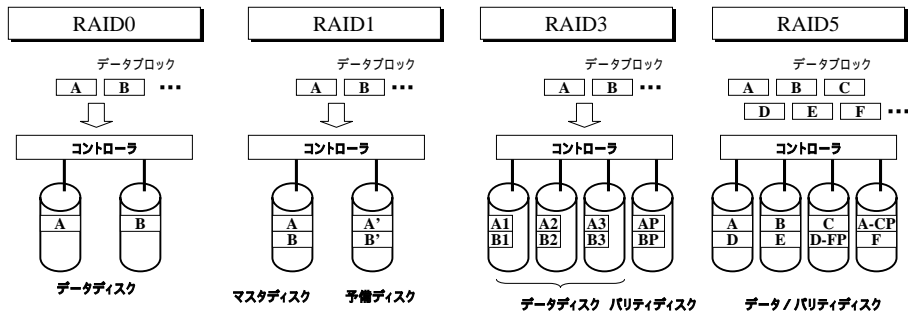 RAID0
データブロック
A B ･･･
コントローラ
A B
データディスク
RAID1
データブロック
A B ･･･
コントローラ
A A’
B B’
マスタディスク 予備ディスク
RAID3
データブロック
A B ･･･
コントローラ
A1 A2 A3 AP
B1 B2 B3 BP
データディスク パリティディスク
RAID5
データブロック
A B C
D E F ･･･
コントローラ
A B C A-CP
D E D-FP F
データ / パリティディスク